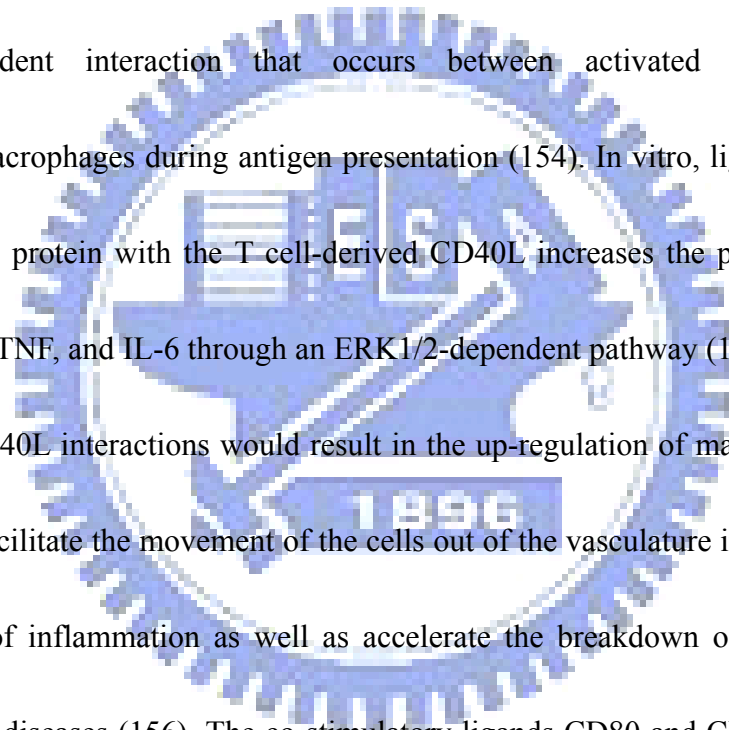 dent interaction that occurs between activated
acrophages during antigen presentation (154). In vitro, lig
protein with the T cell-derived CD40L increases the p
TNF, and IL-6 through an ERK1/2-dependent pathway (1
40L interactions would result in the up-regulation of ma
cilitate the movement of the cells out of the vasculature i
of inflammation as well as accelerate the breakdown o
diseases (156). The co-stimulatory ligands CD80 and C
1896